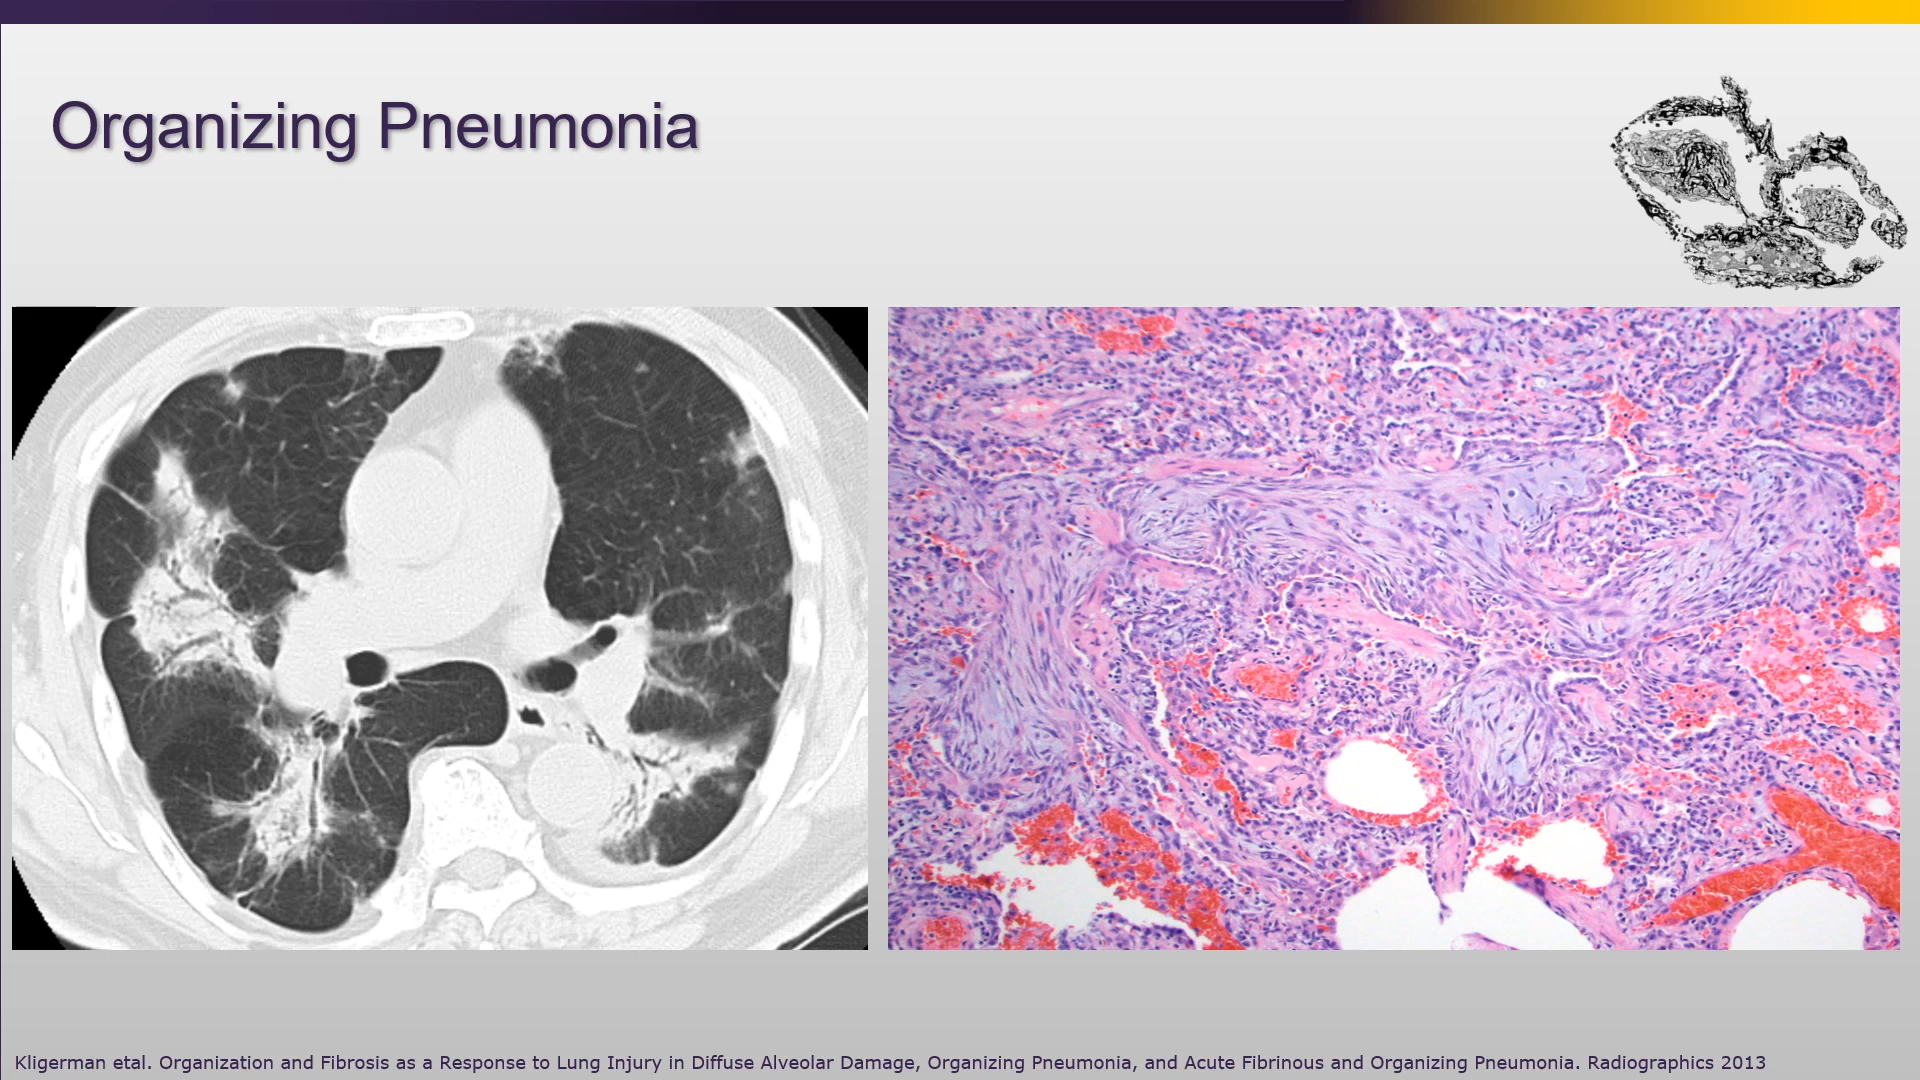 Organizing Pneumonia
Kligerman etal. Organization and Fibrosis as a Response to Lung Injury in Diffuse Alveolar Damage, Organizing Pneumonia, and Acute Fibrinous and Organizing Pneumonia. Radiographics 2013